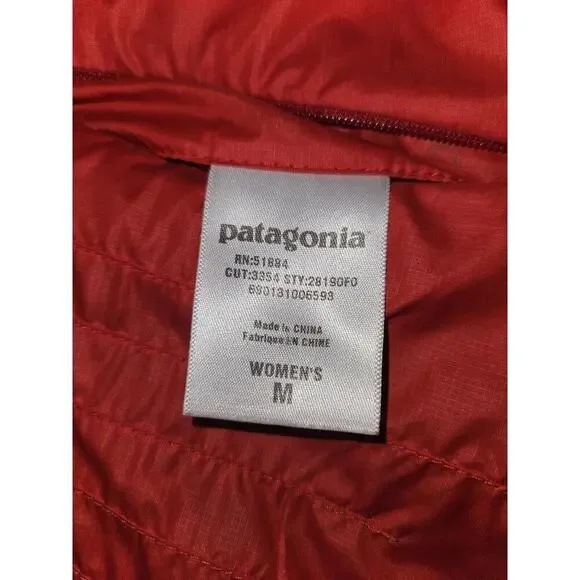 patagonia
RN:51884
CUT:3354 STY:28190F0
680131006593
Made in CHINA
Fabriqué EN CHINE
WOMEN'S
M